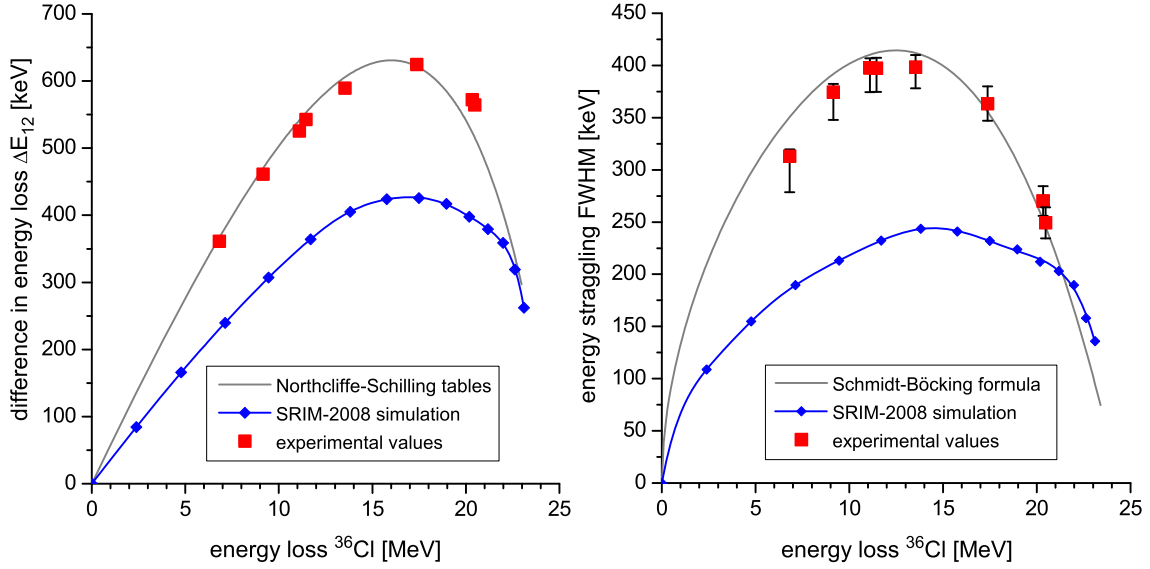 700
600
500
400
300
200
100
0
difference in energy loss ΔE₁₂ [keV]
Northcliffe-Schilling tables
SRIM-2008 simulation
experimental values
0 5 10 15 20 25
energy loss ³⁶Cl [MeV]
450
400
350
300
250
200
150
100
50
0
energy straggling FWHM [keV]
Schmidt-Böcking formula
SRIM-2008 simulation
experimental values
0 5 10 15 20 25
energy loss ³⁶Cl [MeV]